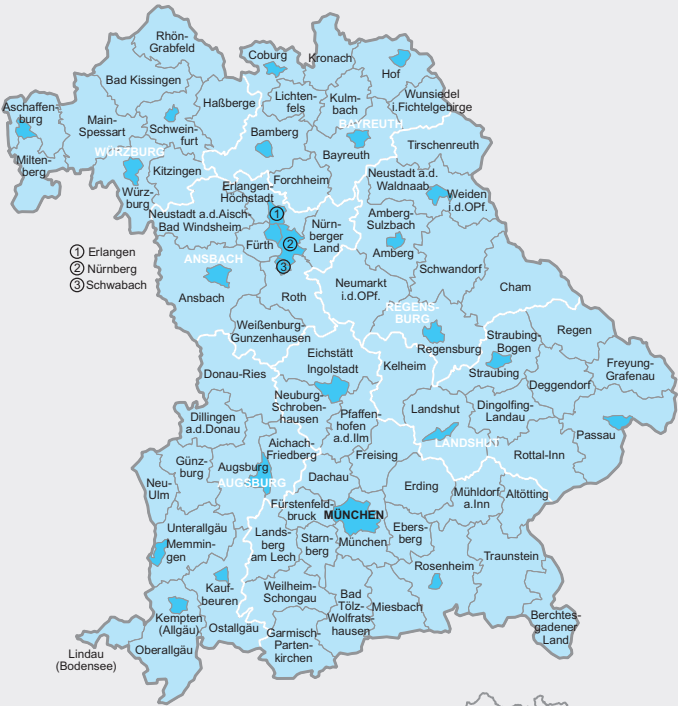 Rhön-
Grabfeld
Coburg
Kronach
Hof
Bad Kissingen
Lichten-
fels
Kulm-
bach
Wunsiedel
i.Fichtelgebirge
Aschaffen-
burg
Haßberge
Main-
Spessart
Schwein-
furt
Bamberg
BAYREUTH
Tirschenreuth
WÜRZBURG
Bayreuth
Milten-
berg
Kitzingen
Forchheim
Neustadt a.d.
Waldnaab
Würz-
burg
Erlangen-
Höchstadt
Weiden
i.d.OPf.
Neustadt a.d.Aisch-
Bad Windsheim
1
Nürn-
berger
Land
Amberg-
Sulzbach
Fürth
2
Amberg
1 Erlangen
2 Nürnberg
3 Schwabach
ANSBACH
3
Schwandorf
Ansbach
Roth
Neumarkt
i.d.OPf.
Cham
REGENS-
BURG
Weißenburg-
Gunzenhausen
Regensburg
Straubing-
Bogen
Regen
Eichstätt
Ingolstadt
Kelheim
Straubing
Freyung-
Grafenau
Donau-Ries
Deggendorf
Neuburg-
Schroben-
hausen
Pfaffen-
hofen
a.d.Ilm
Landshut
Dingolfing-
Landau
Dillingen
a.d.Donau
Passau
LANDSHUT
Aichach-
Friedberg
Freising
Rottal-Inn
Günz-
burg
Augsburg
Dachau
Neu-
Ulm
AUGSBURG
Erding
Mühldorf
a.Inn
Altötting
Fürstenfeld-
bruck
MÜNCHEN
Unterallgäu
Lands-
berg
am Lech
Starn-
berg
München
Ebers-
berg
Memmin-
gen
Traunstein
Rosenheim
Kauf-
beuren
Weilheim-
Schongau
Bad
Tölz-
Wolfrats-
hausen
Miesbach
Kempten
(Allgäu)
Ostallgäu
Berchtes-
gadener
Land
Garmisch-
Parten-
kirchen
Lindau
(Bodensee)
Oberallgäu